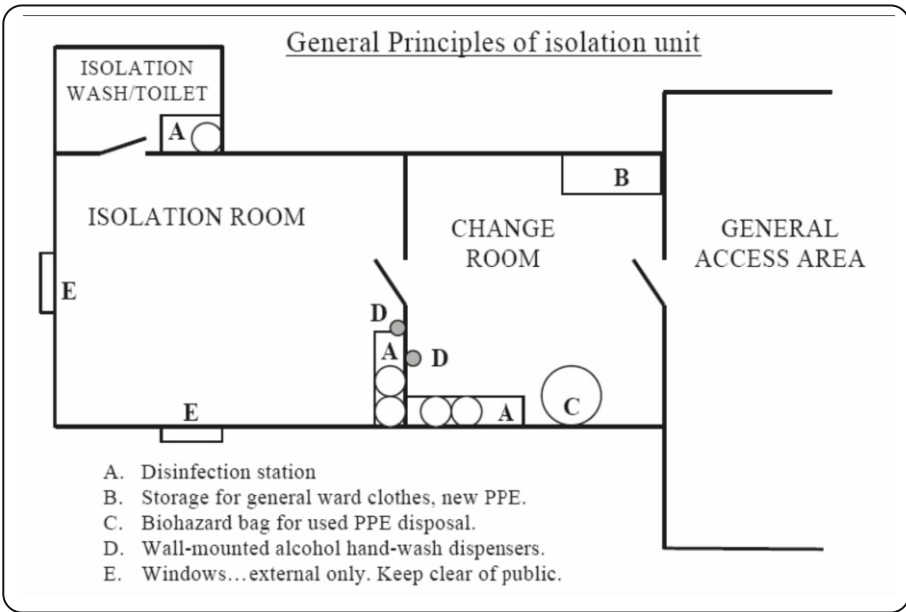 General Principles of isolation unit
ISOLATION
WASH/TOILET
A
ISOLATION ROOM
B
CHANGE
ROOM
GENERAL
ACCESS AREA
E
D
A
D
E
A
C
A. Disinfection station
B. Storage for general ward clothes, new PPE.
C. Biohazard bag for used PPE disposal.
D. Wall-mounted alcohol hand-wash dispensers.
E. Windows…external only. Keep clear of public.